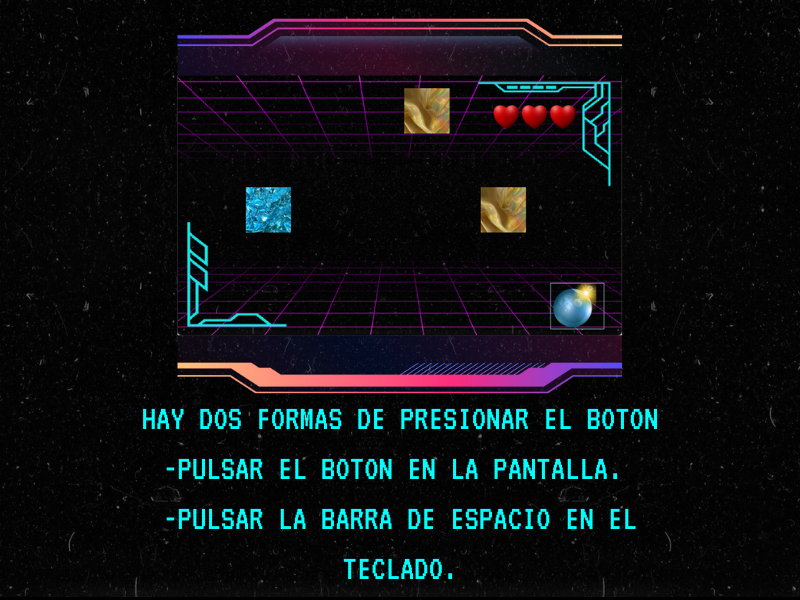 HAY DOS FORMAS DE PRESIONAR EL BOTON
-PULSAR EL BOTON EN LA PANTALLA.
-PULSAR LA BARRA DE ESPACIO EN EL
TECLADO.